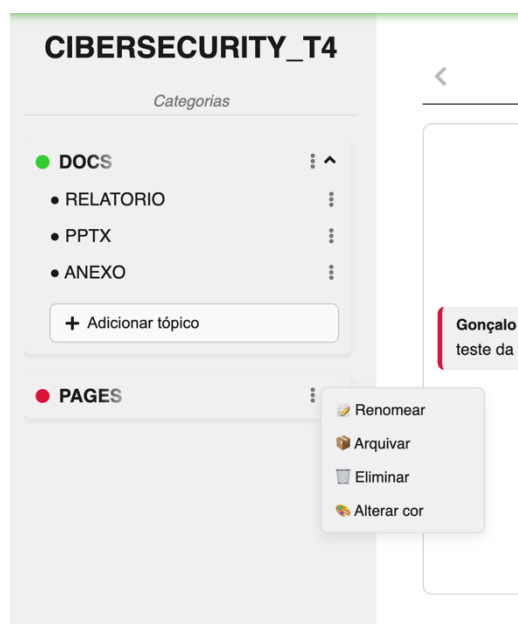 CIBERSECURITY_T4
Categorias
DOCS
• RELATORIO
• PPTX
• ANEXO
+ Adicionar tópico
PAGES
Gonçalo
teste da
Renomear
Arquivar
Eliminar
Alterar cor